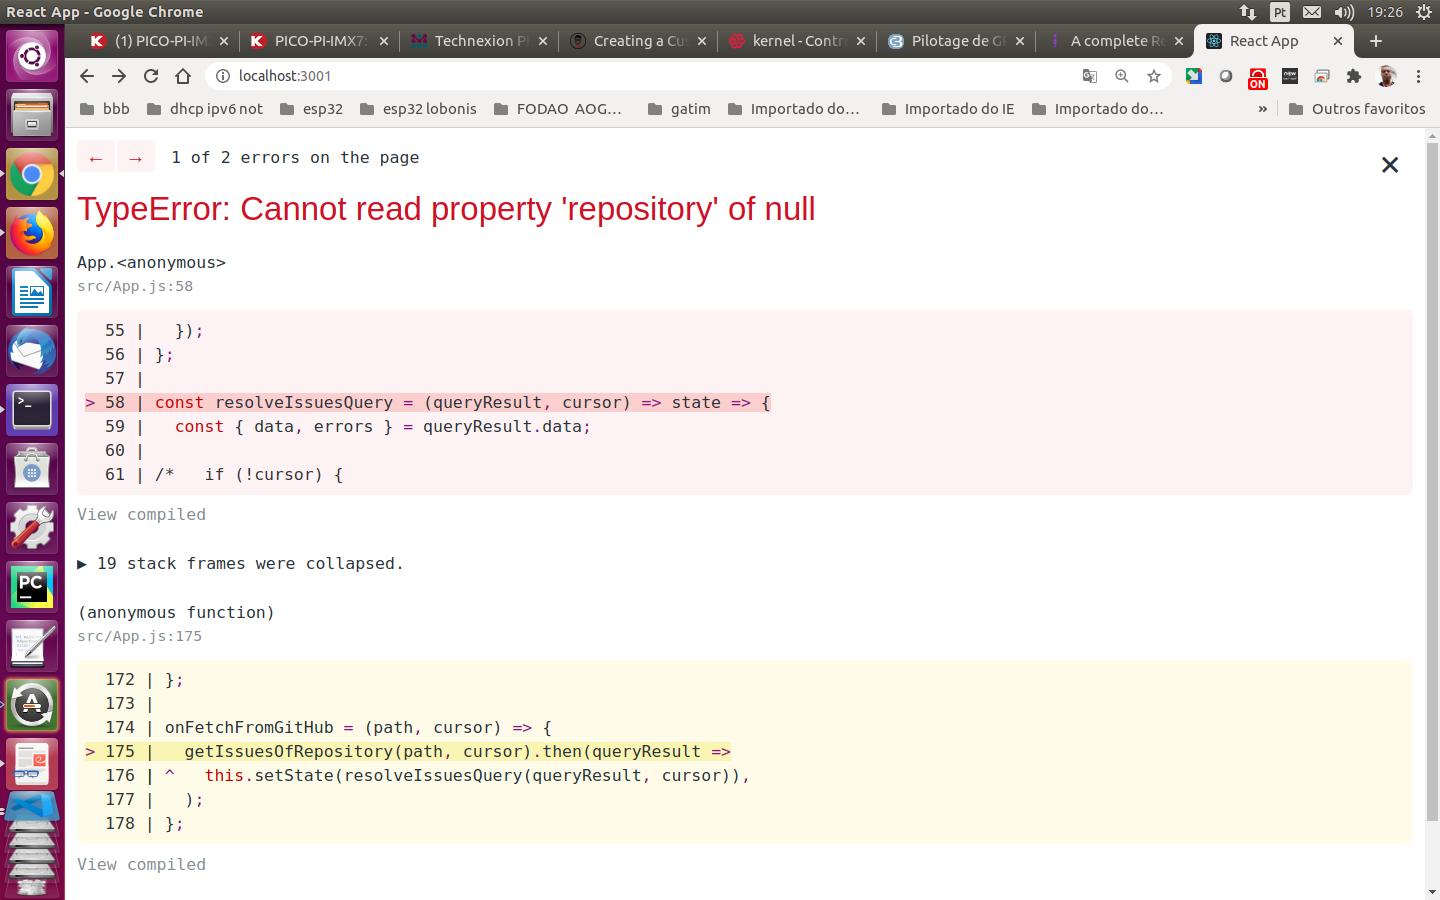 React App - Google Chrome
Pt
19:26
(1) PICO-PI-IM
PICO-PI-IMX7:
Technexion P
Creating a Cu
kernel - Contr
Pilotage de G
A complete Re
React App
localhost:3001
ON
bbb
dhcp ipv6 not
esp32
esp32 lobonis
FODAO AOG...
gatim
Importado do...
Importado do IE
Importado do...
»
Outros favoritos
← → 1 of 2 errors on the page
TypeError: Cannot read property 'repository' of null
App.<anonymous>
src/App.js:58
55 |   });
56 | };
57 |
> 58 | const resolveIssuesQuery = (queryResult, cursor) => state => {
59 |   const { data, errors } = queryResult.data;
60 |
61 | /*   if (!cursor) {
View compiled
▶ 19 stack frames were collapsed.
(anonymous function)
src/App.js:175
172 | };
173 |
174 | onFetchFromGitHub = (path, cursor) => {
> 175 |   getIssuesOfRepository(path, cursor).then(queryResult =>
176 | ^   this.setState(resolveIssuesQuery(queryResult, cursor)),
177 |   );
178 | };
View compiled
>_
PC